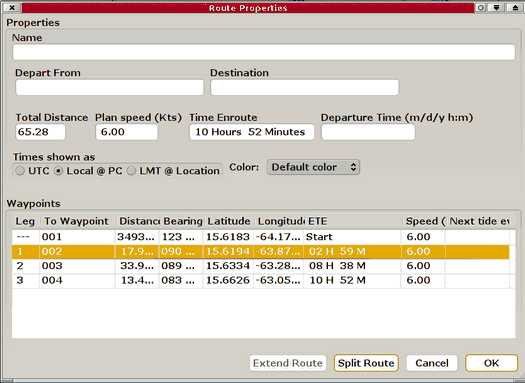 Route Properties
Properties
Name
Depart From Destination
Total Distance Plan speed (Kts) Time Enroute Departure Time (m/d/y h:m)
65.28 6.00 10 Hours 52 Minutes
Times shown as
UTC Local @ PC LMT @ Location Color: Default color
Waypoints
Leg To Waypoint Distanc Bearing Latitude Longitud ETE Speed ( Next tide ev
--- 001 3493... 123 ... 15.6183 -64.17... Start 6.00
1 002 17.9... 090 ... 15.6194 -63.87... 02 H 59 M 6.00
2 003 33.9... 089 ... 15.6334 -63.28... 08 H 38 M 6.00
3 004 13.4... 083 ... 15.6626 -63.05... 10 H 52 M 6.00
Extend Route Split Route Cancel OK